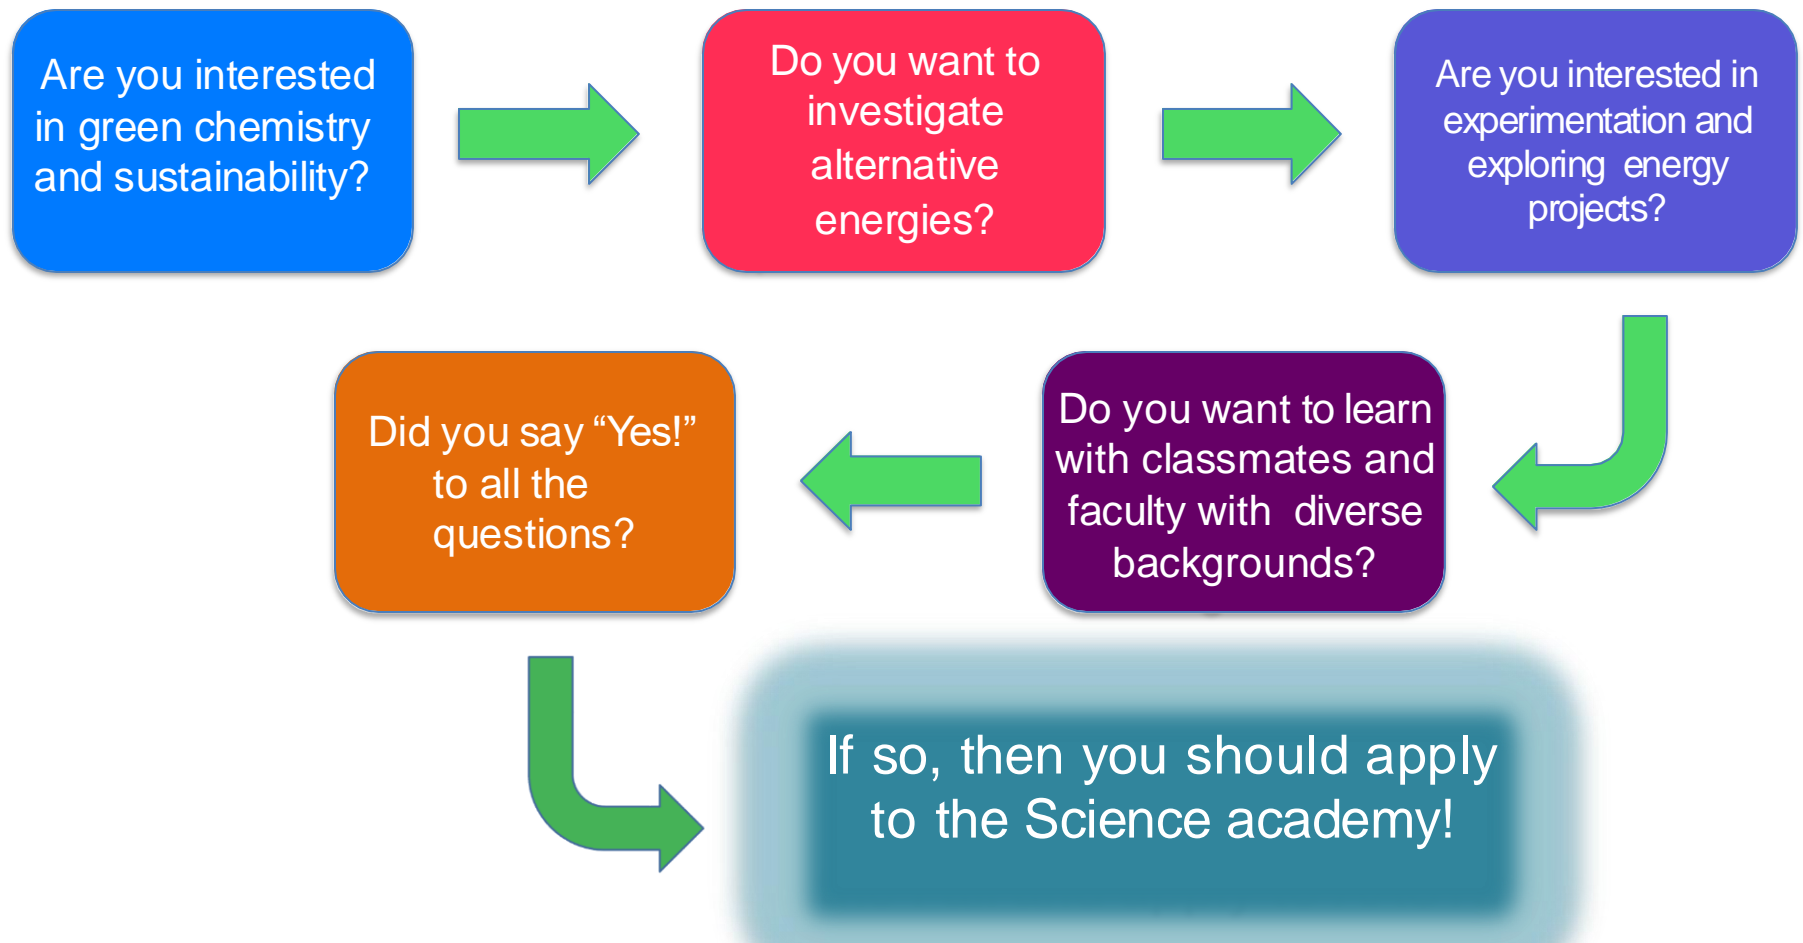 Are you interested
in green chemistry
and sustainability?
Do you want to
investigate
alternative
energies?
Are you interested in
experimentation and
exploring energy
projects?
Do you want to learn
with classmates and
faculty with diverse
backgrounds?
Did you say “Yes!”
to all the
questions?
If so, then you should apply
to the Science academy!